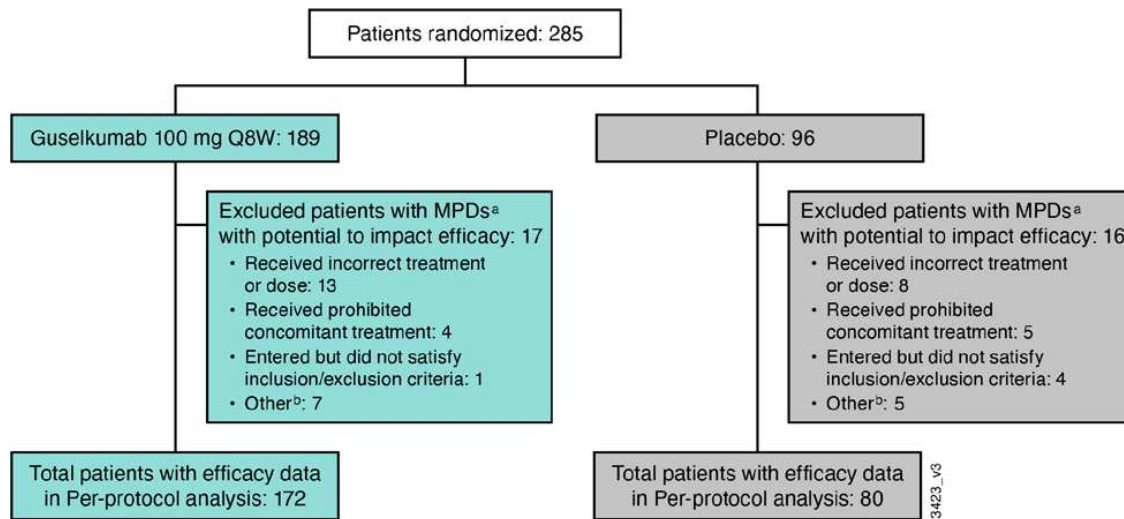 Patients randomized: 285
Guselkumab 100 mg Q8W: 189
Placebo: 96
Excluded patients with MPDsᵃ
with potential to impact efficacy: 17
• Received incorrect treatment
or dose: 13
• Received prohibited
concomitant treatment: 4
• Entered but did not satisfy
inclusion/exclusion criteria: 1
• Otherᵇ: 7
Excluded patients with MPDsᵃ
with potential to impact efficacy: 16
• Received incorrect treatment
or dose: 8
• Received prohibited
concomitant treatment: 5
• Entered but did not satisfy
inclusion/exclusion criteria: 4
• Otherᵇ: 5
Total patients with efficacy data
in Per-protocol analysis: 172
Total patients with efficacy data
in Per-protocol analysis: 80
3423_v3